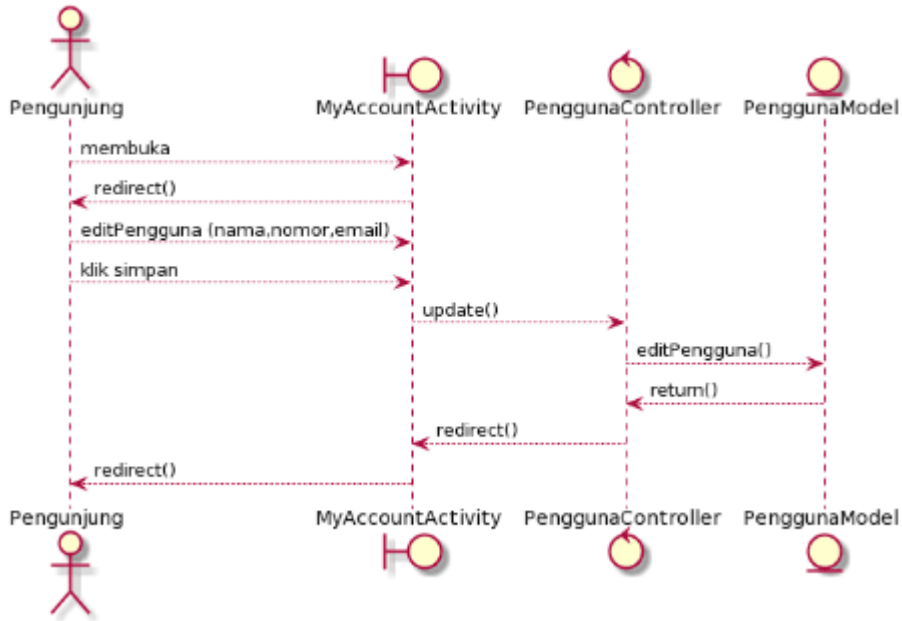 Pengunjung
MyAccountActivity
PenggunaController
PenggunaModel
membuka
redirect()
editPengguna (nama,nomor,email)
klik simpan
update()
editPengguna()
return()
redirect()
redirect()
Pengunjung
MyAccountActivity
PenggunaController
PenggunaModel